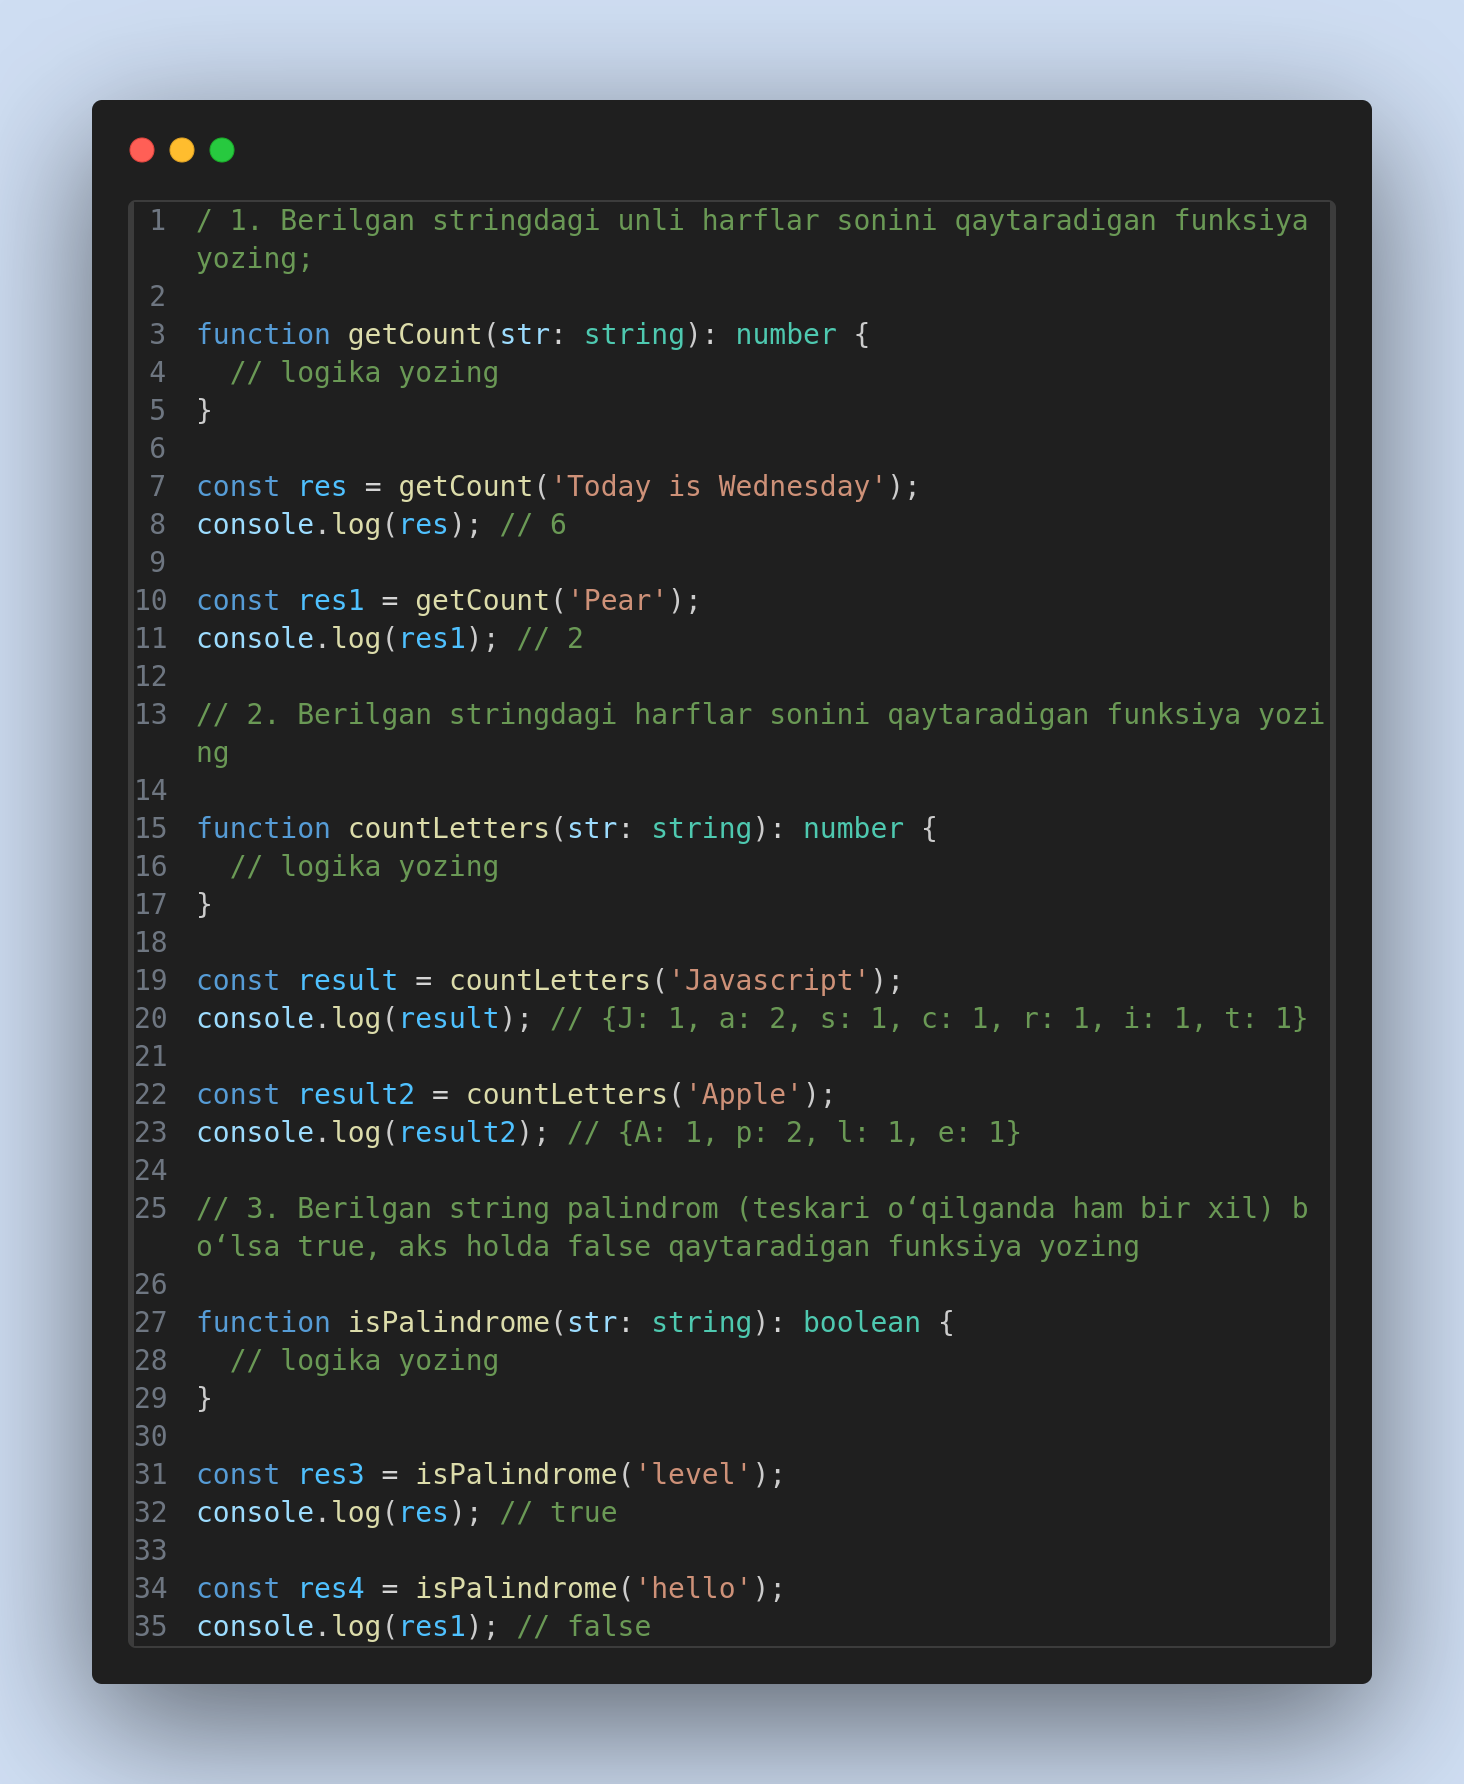 1 / 1. Berilgan stringdagi unli harflar sonini qaytaradigan funksiya
yozing;
2
3 function getCount(str: string): number {
4   // logika yozing
5 }
6
7 const res = getCount('Today is Wednesday');
8 console.log(res); // 6
9
10 const res1 = getCount('Pear');
11 console.log(res1); // 2
12
13 // 2. Berilgan stringdagi harflar sonini qaytaradigan funksiya yozi
ng
14
15 function countLetters(str: string): number {
16   // logika yozing
17 }
18
19 const result = countLetters('Javascript');
20 console.log(result); // {J: 1, a: 2, s: 1, c: 1, r: 1, i: 1, t: 1}
21
22 const result2 = countLetters('Apple');
23 console.log(result2); // {A: 1, p: 2, l: 1, e: 1}
24
25 // 3. Berilgan string palindrom (teskari o‘qilganda ham bir xil) b
o‘lsa true, aks holda false qaytaradigan funksiya yozing
26
27 function isPalindrome(str: string): boolean {
28   // logika yozing
29 }
30
31 const res3 = isPalindrome('level');
32 console.log(res); // true
33
34 const res4 = isPalindrome('hello');
35 console.log(res1); // false